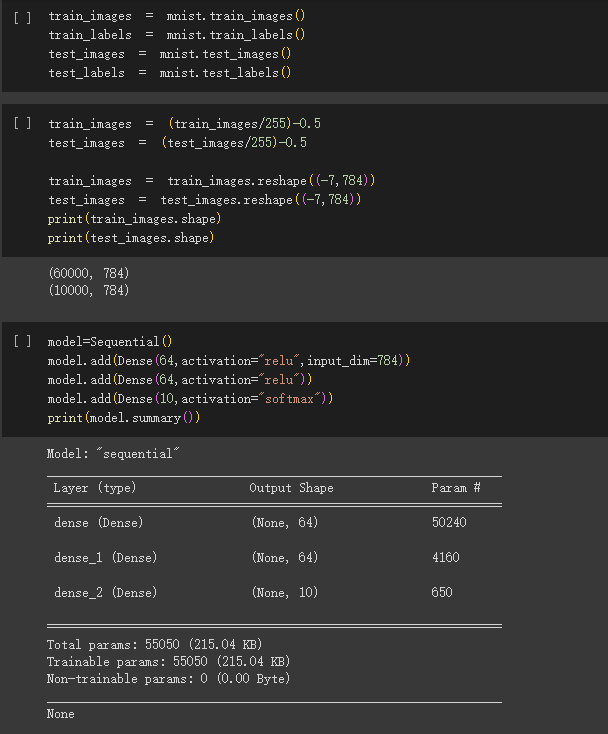 [ ] train_images = mnist.train_images()
train_labels = mnist.train_labels()
test_images = mnist.test_images()
test_labels = mnist.test_labels()
[ ] train_images = (train_images/255)-0.5
test_images = (test_images/255)-0.5
train_images = train_images.reshape((-7,784))
test_images = test_images.reshape((-7,784))
print(train_images.shape)
print(test_images.shape)
(60000, 784)
(10000, 784)
[ ] model=Sequential()
model.add(Dense(64,activation="relu",input_dim=784))
model.add(Dense(64,activation="relu"))
model.add(Dense(10,activation="softmax"))
print(model.summary())
Model: "sequential"
Layer (type) Output Shape Param #
dense (Dense) (None, 64) 50240
dense_1 (Dense) (None, 64) 4160
dense_2 (Dense) (None, 10) 650
Total params: 55050 (215.04 KB)
Trainable params: 55050 (215.04 KB)
Non-trainable params: 0 (0.00 Byte)
None